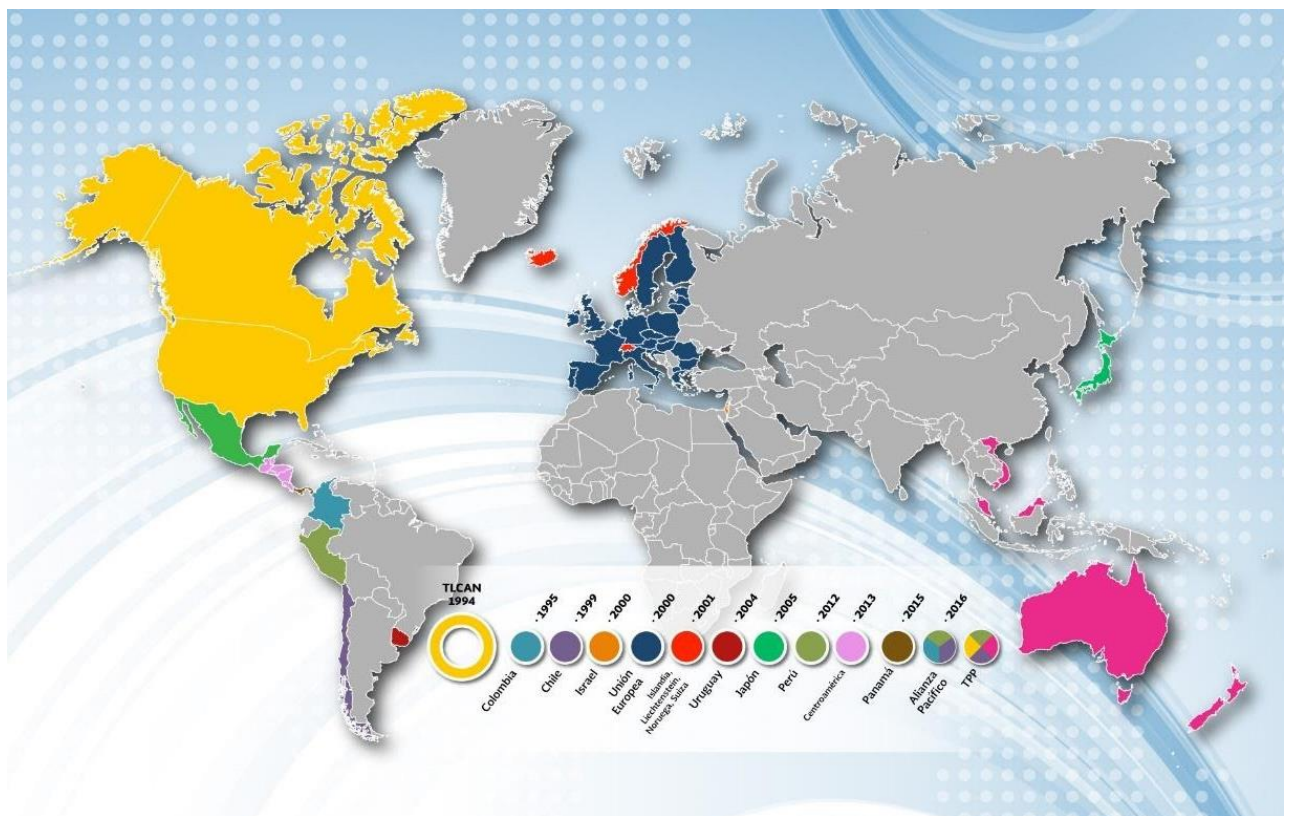 TLCAN
1994
Colombia · 1995
Chile · 1999
Israel · 2000
Unión
Europea · 2000
Islandia,
Liechtenstein,
Noruega, Suiza · 2001
Uruguay · 2004
Japón · 2005
Perú · 2012
Centroamérica · 2013
Panamá · 2015
Alianza
Pacífico · 2016
TPP